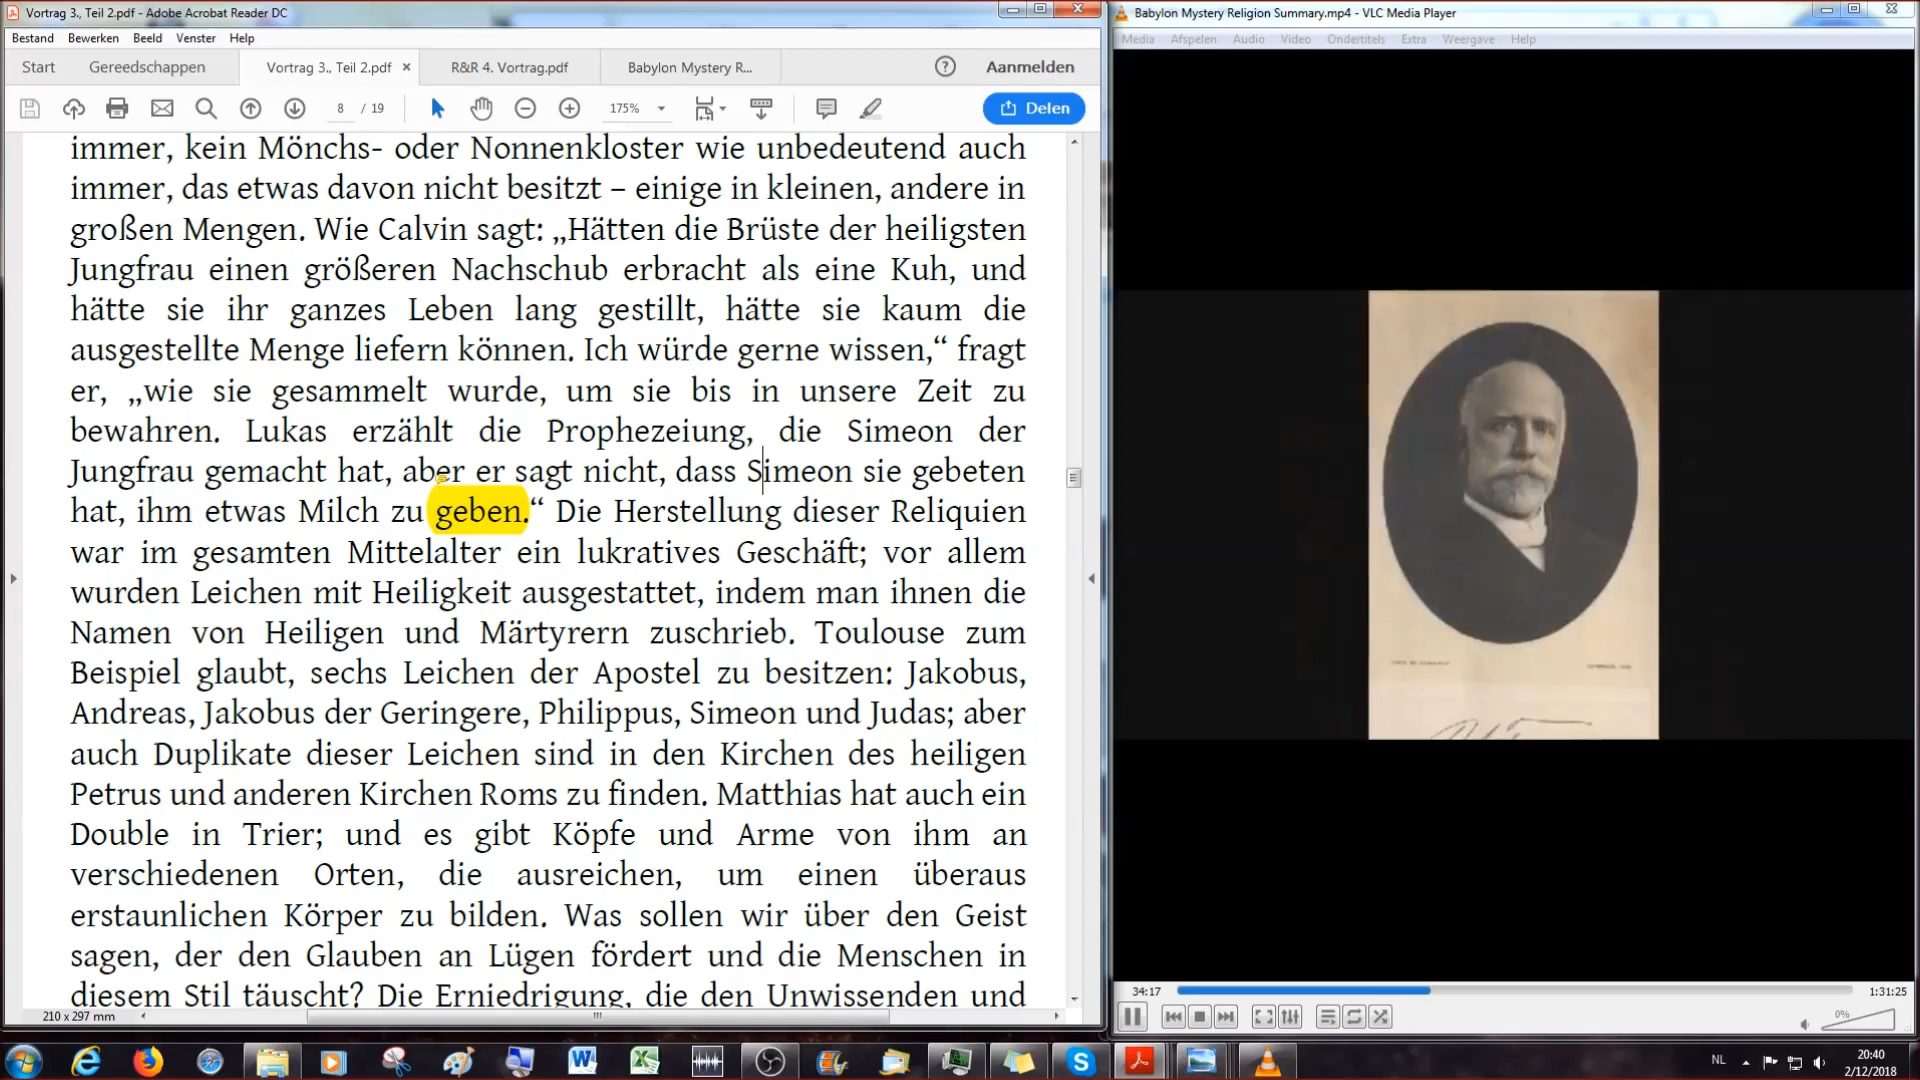 Vortrag 3., Teil 2.pdf - Adobe Acrobat Reader DC
Bestand Bewerken Beeld Venster Help
Start Gereedschappen Vortrag 3., Teil 2.pdf × R&R 4. Vortrag.pdf Babylon Mystery R... Aanmelden
8 / 19 175% Delen
immer, kein Mönchs- oder Nonnenkloster wie unbedeutend auch
immer, das etwas davon nicht besitzt – einige in kleinen, andere in
großen Mengen. Wie Calvin sagt: „Hätten die Brüste der heiligsten
Jungfrau einen größeren Nachschub erbracht als eine Kuh, und
hätte sie ihr ganzes Leben lang gestillt, hätte sie kaum die
ausgestellte Menge liefern können. Ich würde gerne wissen,“ fragt
er, „wie sie gesammelt wurde, um sie bis in unsere Zeit zu
bewahren. Lukas erzählt die Prophezeiung, die Simeon der
Jungfrau gemacht hat, aber er sagt nicht, dass Simeon sie gebeten
hat, ihm etwas Milch zu geben.“ Die Herstellung dieser Reliquien
war im gesamten Mittelalter ein lukratives Geschäft; vor allem
wurden Leichen mit Heiligkeit ausgestattet, indem man ihnen die
Namen von Heiligen und Märtyrern zuschrieb. Toulouse zum
Beispiel glaubt, sechs Leichen der Apostel zu besitzen: Jakobus,
Andreas, Jakobus der Geringere, Philippus, Simeon und Judas; aber
auch Duplikate dieser Leichen sind in den Kirchen des heiligen
Petrus und anderen Kirchen Roms zu finden. Matthias hat auch ein
Double in Trier; und es gibt Köpfe und Arme von ihm an
verschiedenen Orten, die ausreichen, um einen überaus
erstaunlichen Körper zu bilden. Was sollen wir über den Geist
sagen, der den Glauben an Lügen fördert und die Menschen in
diesem Stil täuscht? Die Erniedrigung, die den Unwissenden und
210 x 297 mm
Babylon Mystery Religion Summary.mp4 - VLC Media Player
Media Afspelen Audio Video Ondertitels Extra Weergave Help
34:17 1:31:25
0%
NL
20:40
2/12/2018